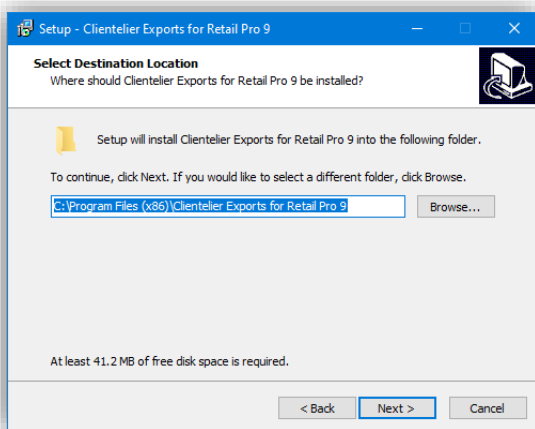 Setup - Clientelier Exports for Retail Pro 9
Select Destination Location
Where should Clientelier Exports for Retail Pro 9 be installed?
Setup will install Clientelier Exports for Retail Pro 9 into the following folder.
To continue, click Next. If you would like to select a different folder, click Browse.
C:\Program Files (x86)\Clientelier Exports for Retail Pro 9
Browse...
At least 41.2 MB of free disk space is required.
< Back
Next >
Cancel